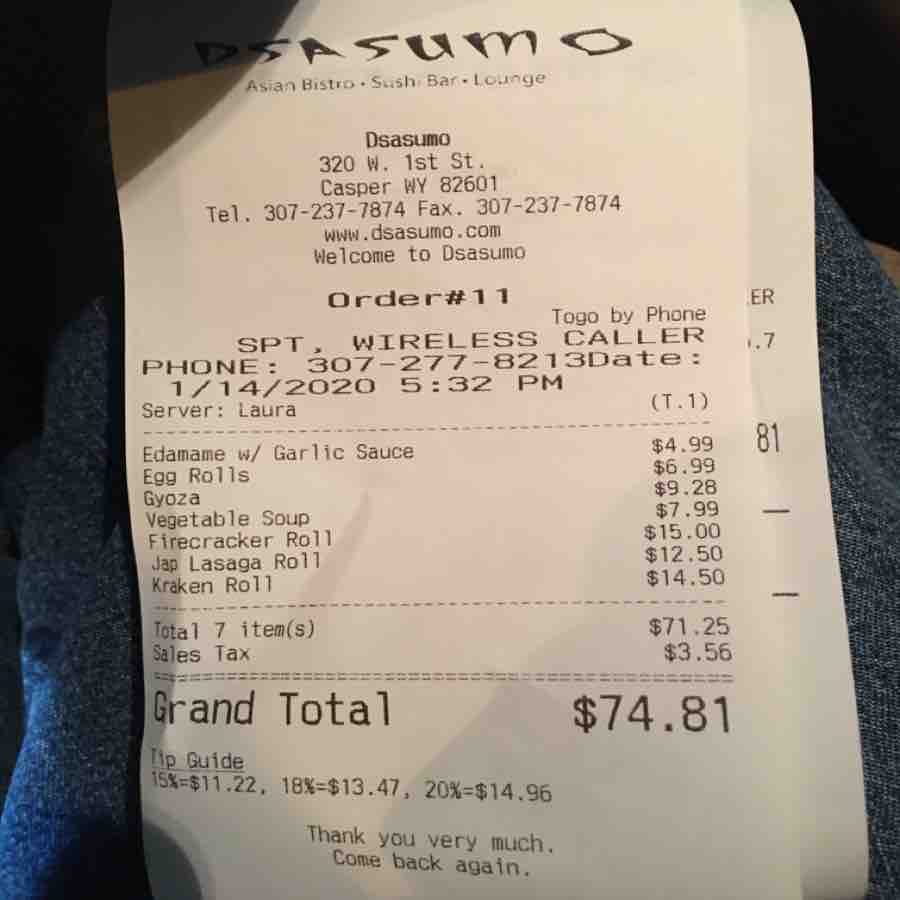 DSASUMO
Asian Bistro • Sushi Bar • Lounge
Dsasumo
320 W. 1st St.
Casper WY 82601
Tel. 307-237-7874 Fax. 307-237-7874
www.dsasumo.com
Welcome to Dsasumo
Order#11
Togo by Phone
SPT, WIRELESS CALLER
PHONE: 307-277-8213Date:
1/14/2020 5:32 PM
Server: Laura (T.1)
Edamame w/ Garlic Sauce $4.99
Egg Rolls $6.99
Gyoza $9.28
Vegetable Soup $7.99
Firecracker Roll $15.00
Jap Lasaga Roll $12.50
Kraken Roll $14.50
Total 7 item(s) $71.25
Sales Tax $3.56
Grand Total $74.81
Tip Guide
15%=$11.22, 18%=$13.47, 20%=$14.96
Thank you very much.
Come back again.
ER
.7
81